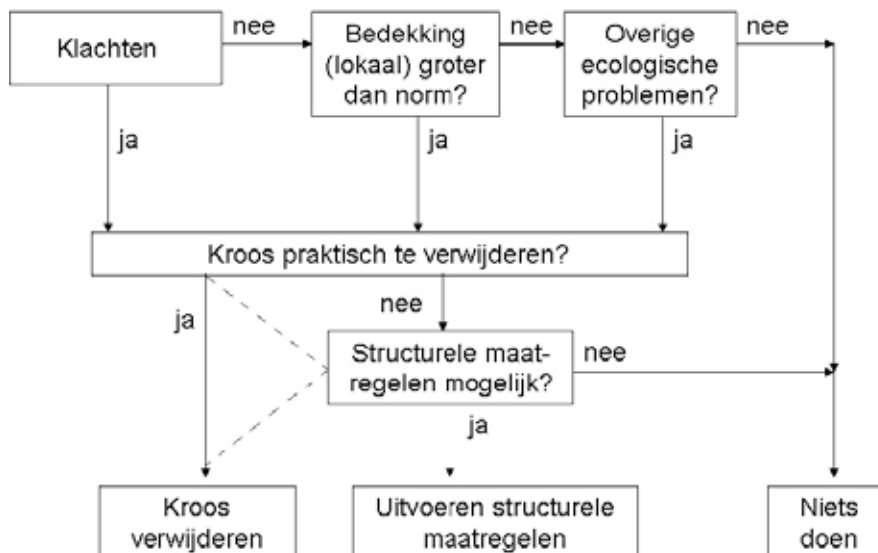 Klachten
nee
Bedekking
(lokaal) groter
dan norm?
nee
Overige
ecologische
problemen?
nee
ja
ja
ja
Kroos praktisch te verwijderen?
ja
nee
Structurele maat-
regelen mogelijk?
nee
ja
Kroos
verwijderen
Uitvoeren structurele
maatregelen
Niets
doen